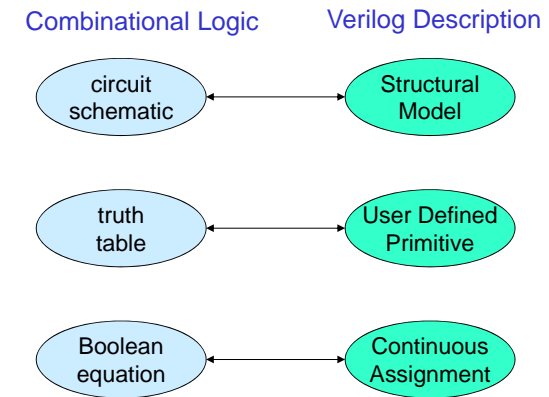 Combinational Logic
Verilog Description
circuit
schematic
Structural
Model
truth
table
User Defined
Primitive
Boolean
equation
Continuous
Assignment